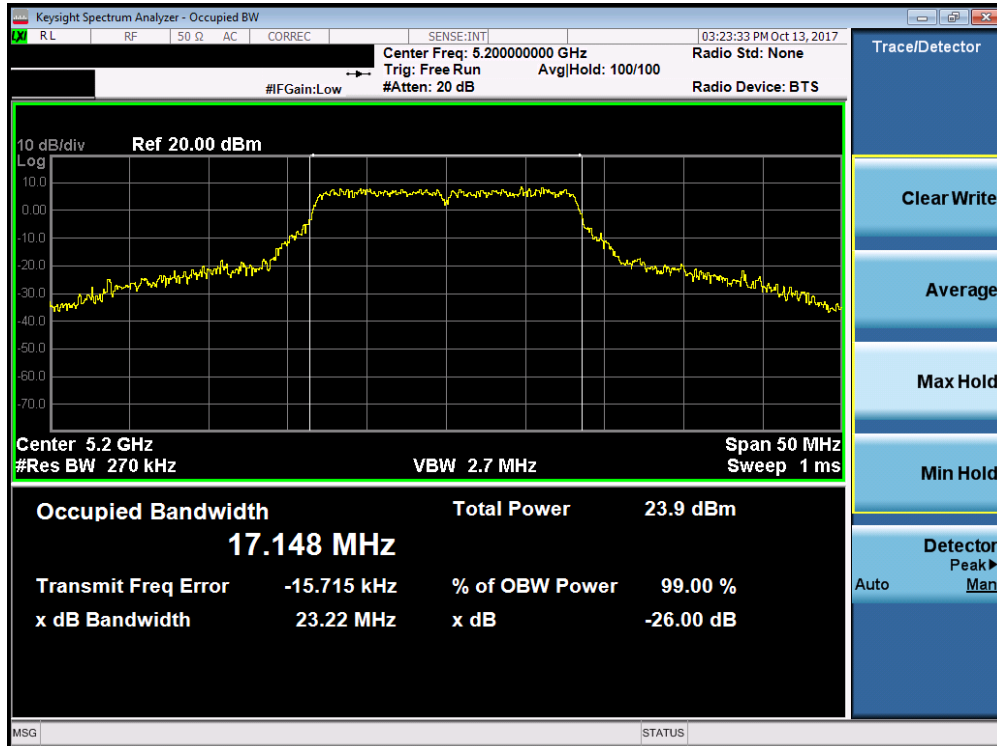 Keysight Spectrum Analyzer - Occupied BW
LXI RL RF 50 Ω AC CORREC SENSE:INT 03:23:33 PM Oct 13, 2017
Center Freq: 5.200000000 GHz Radio Std: None
Trig: Free Run Avg|Hold: 100/100
#IFGain:Low #Atten: 20 dB Radio Device: BTS
10 dB/div Ref 20.00 dBm
Log
10.0
0.00
-10.0
-20.0
-30.0
-40.0
-50.0
-60.0
-70.0
Center 5.2 GHz Span 50 MHz
#Res BW 270 kHz VBW 2.7 MHz Sweep 1 ms
Occupied Bandwidth Total Power 23.9 dBm
17.148 MHz
Transmit Freq Error -15.715 kHz % of OBW Power 99.00 %
x dB Bandwidth 23.22 MHz x dB -26.00 dB
MSG STATUS
Trace/Detector
Clear Write
Average
Max Hold
Min Hold
Detector
Peak
Auto Man